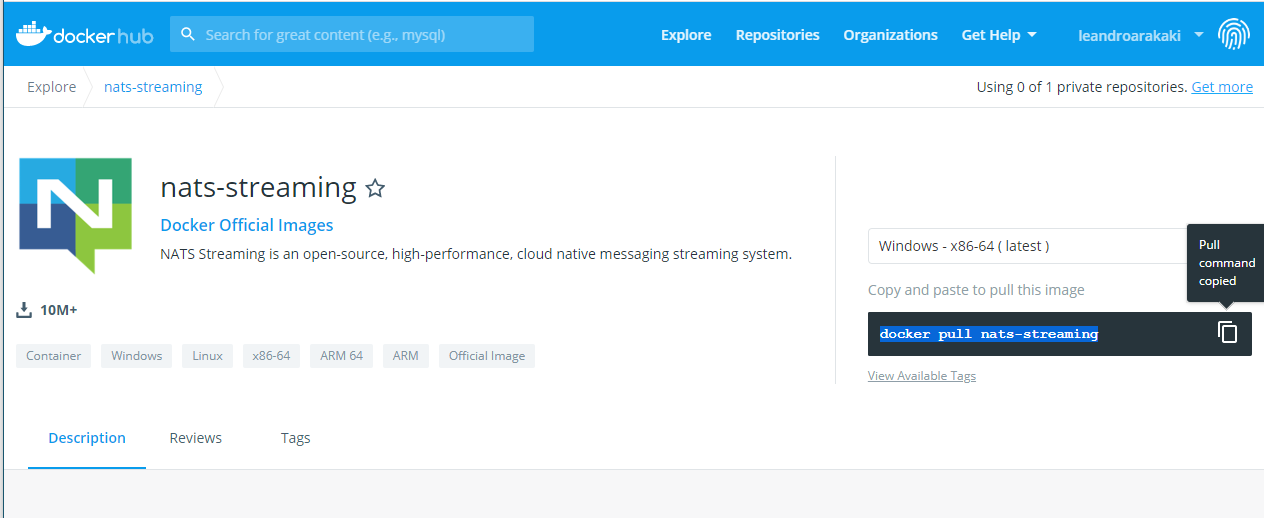 docker hub
Search for great content (e.g., mysql)
Explore
Repositories
Organizations
Get Help
leandroarakaki
Explore
nats-streaming
Using 0 of 1 private repositories. Get more
N
nats-streaming
Docker Official Images
NATS Streaming is an open-source, high-performance, cloud native messaging streaming system.
10M+
Container
Windows
Linux
x86-64
ARM 64
ARM
Official Image
Windows - x86-64 ( latest )
Pull
command
copied
Copy and paste to pull this image
docker pull nats-streaming
View Available Tags
Description
Reviews
Tags